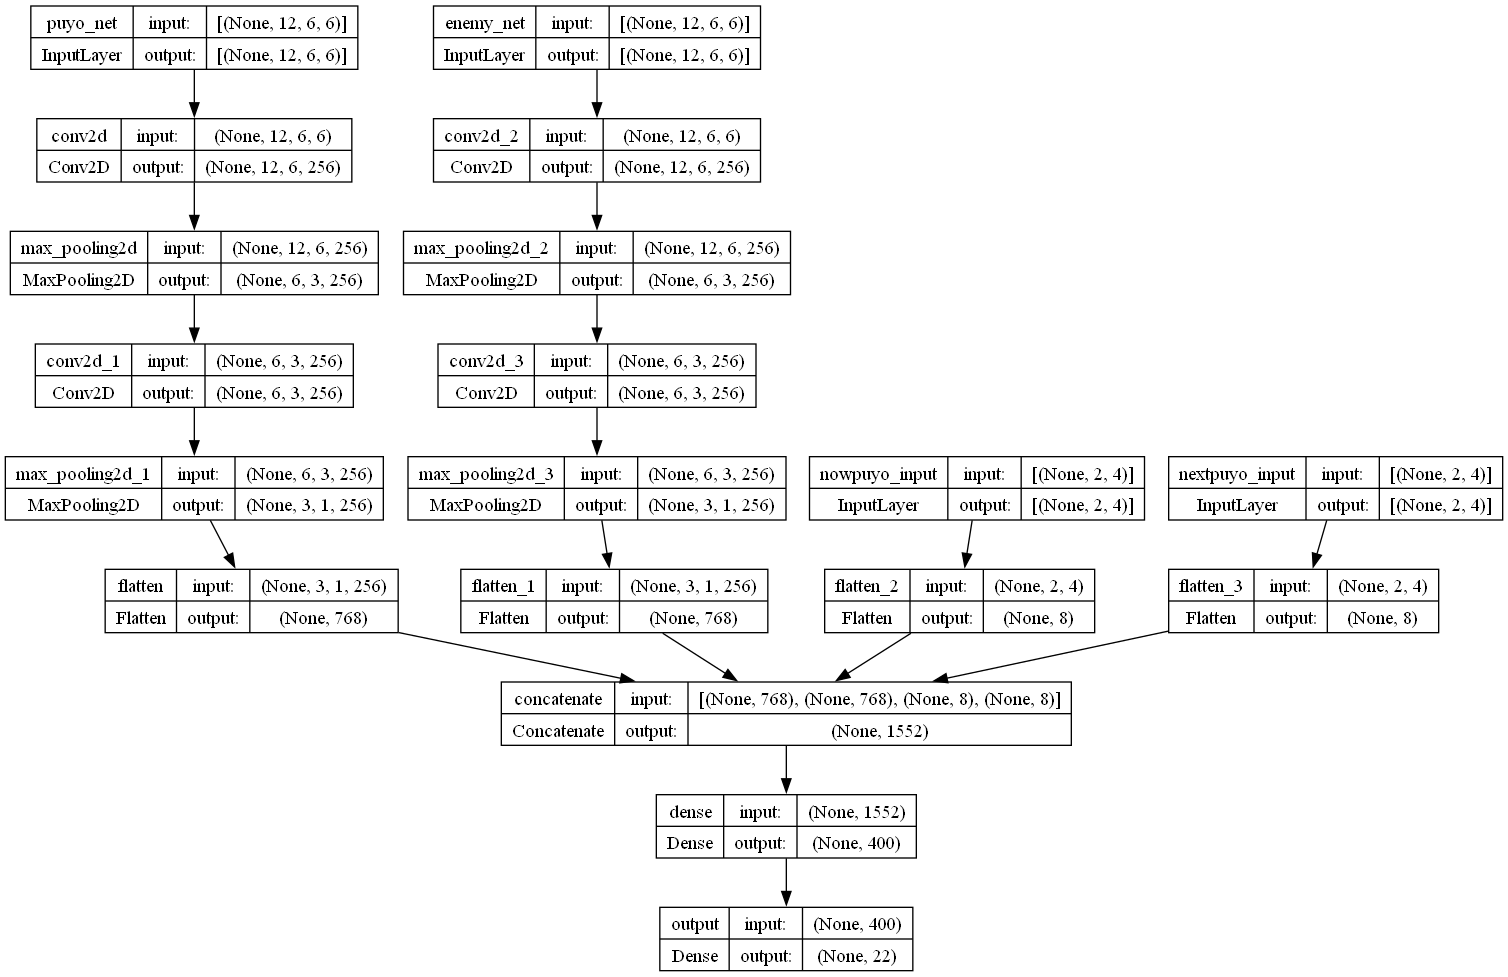 puyo_net input: [(None, 12, 6, 6)]
InputLayer output: [(None, 12, 6, 6)]
enemy_net input: [(None, 12, 6, 6)]
InputLayer output: [(None, 12, 6, 6)]
conv2d input: (None, 12, 6, 6)
Conv2D output: (None, 12, 6, 256)
conv2d_2 input: (None, 12, 6, 6)
Conv2D output: (None, 12, 6, 256)
max_pooling2d input: (None, 12, 6, 256)
MaxPooling2D output: (None, 6, 3, 256)
max_pooling2d_2 input: (None, 12, 6, 256)
MaxPooling2D output: (None, 6, 3, 256)
conv2d_1 input: (None, 6, 3, 256)
Conv2D output: (None, 6, 3, 256)
conv2d_3 input: (None, 6, 3, 256)
Conv2D output: (None, 6, 3, 256)
max_pooling2d_1 input: (None, 6, 3, 256)
MaxPooling2D output: (None, 3, 1, 256)
max_pooling2d_3 input: (None, 6, 3, 256)
MaxPooling2D output: (None, 3, 1, 256)
nowpuyo_input input: [(None, 2, 4)]
InputLayer output: [(None, 2, 4)]
nextpuyo_input input: [(None, 2, 4)]
InputLayer output: [(None, 2, 4)]
flatten input: (None, 3, 1, 256)
Flatten output: (None, 768)
flatten_1 input: (None, 3, 1, 256)
Flatten output: (None, 768)
flatten_2 input: (None, 2, 4)
Flatten output: (None, 8)
flatten_3 input: (None, 2, 4)
Flatten output: (None, 8)
concatenate input: [(None, 768), (None, 768), (None, 8), (None, 8)]
Concatenate output: (None, 1552)
dense input: (None, 1552)
Dense output: (None, 400)
output input: (None, 400)
Dense output: (None, 22)